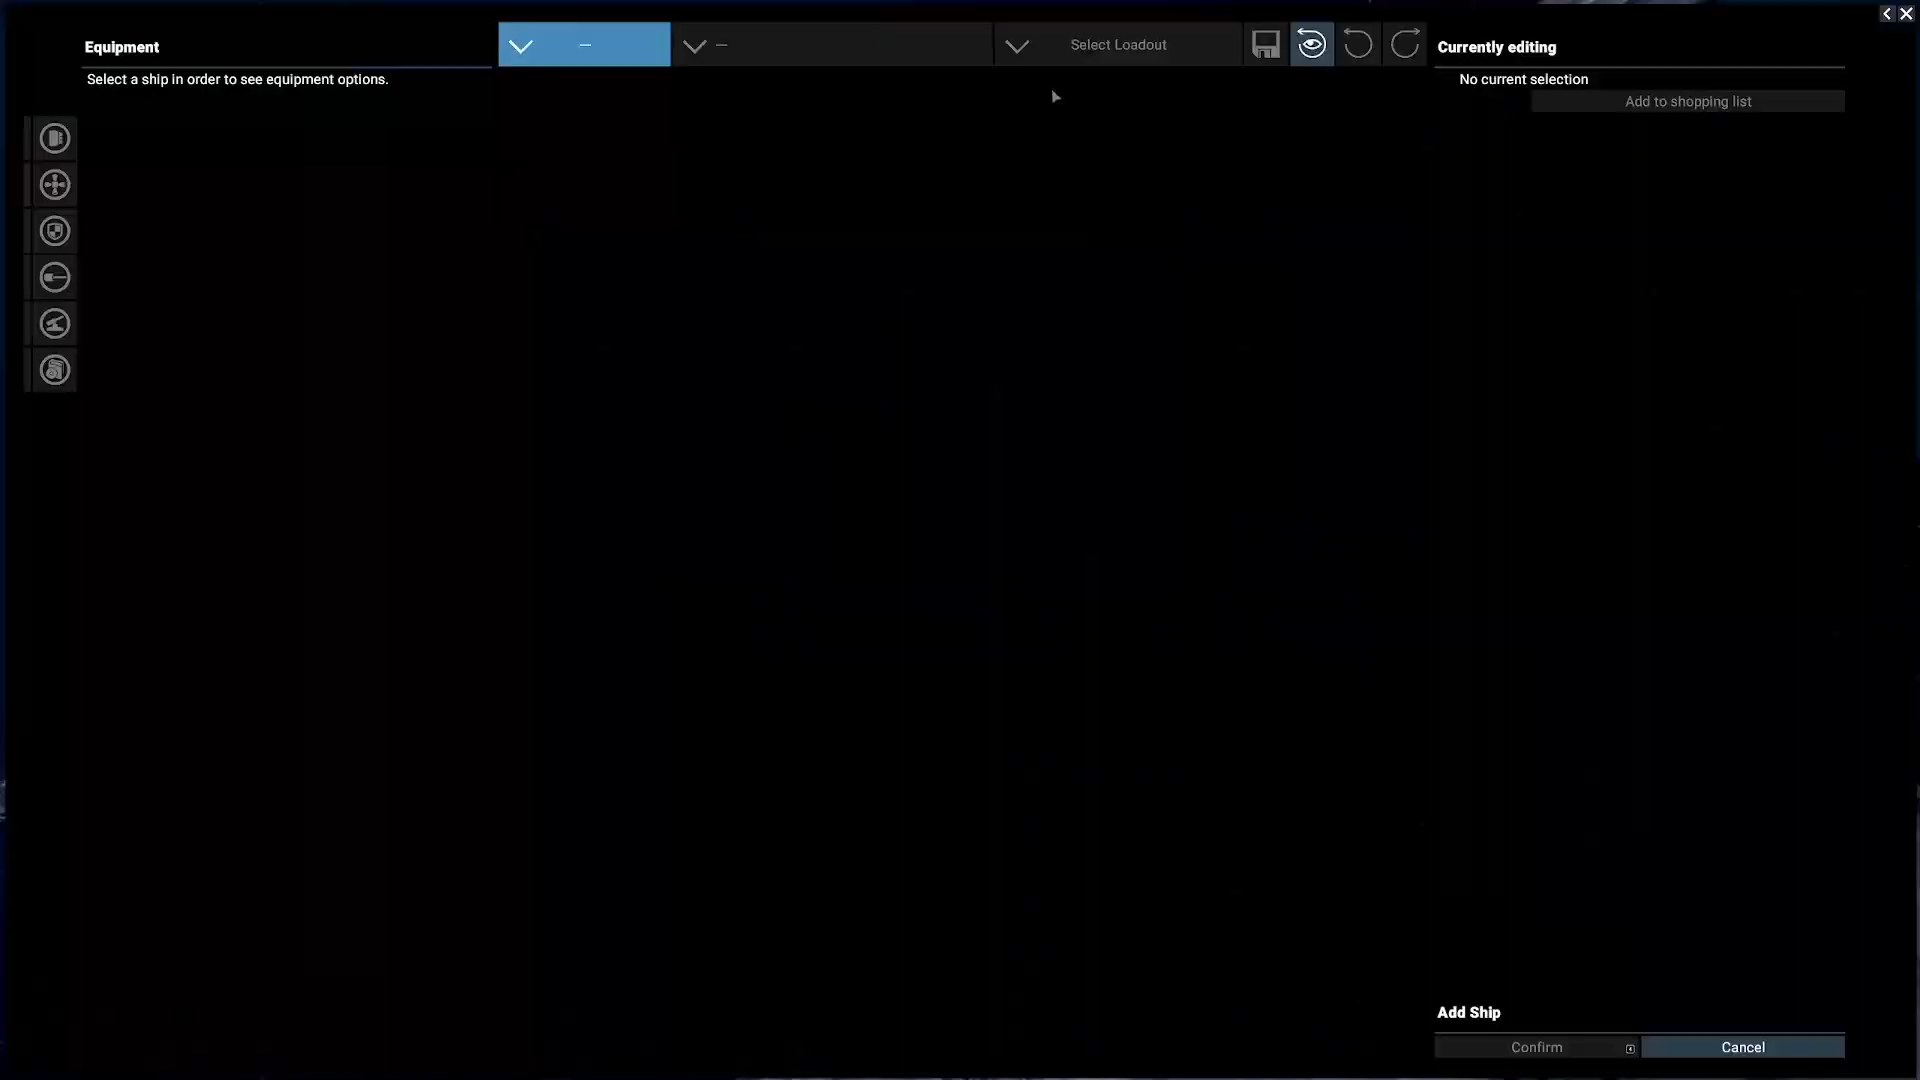 Equipment
Select a ship in order to see equipment options.
–
–
Select Loadout
Currently editing
No current selection
Add to shopping list
Add Ship
Confirm
Cancel